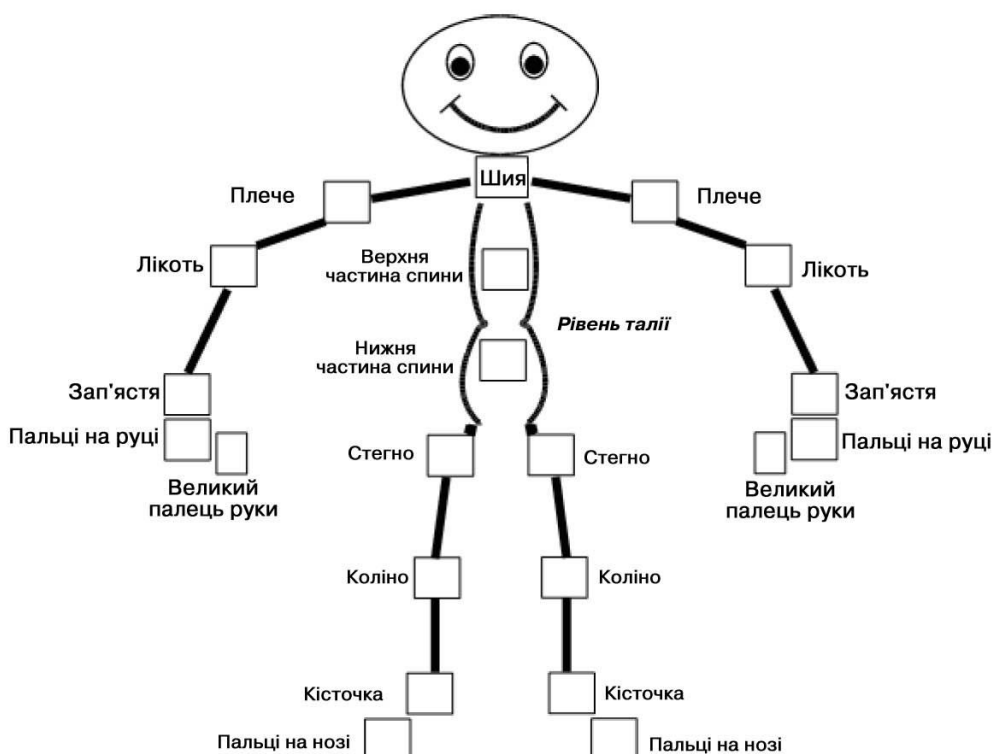 Шия
Плече
Плече
Лікоть
Верхня
частина спини
Лікоть
Рівень талії
Нижня
частина спини
Зап'ястя
Зап'ястя
Пальці на руці
Пальці на руці
Стегно
Стегно
Великий
палець руки
Великий
палець руки
Коліно
Коліно
Кісточка
Кісточка
Пальці на нозі
Пальці на нозі